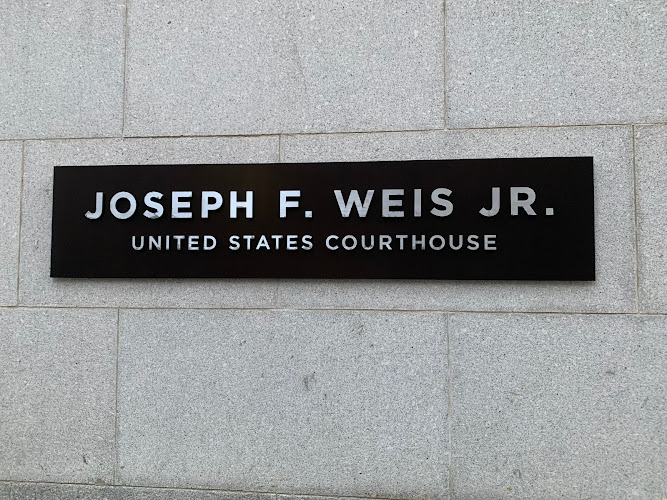 JOSEPH F. WEIS JR.
UNITED STATES COURTHOUSE